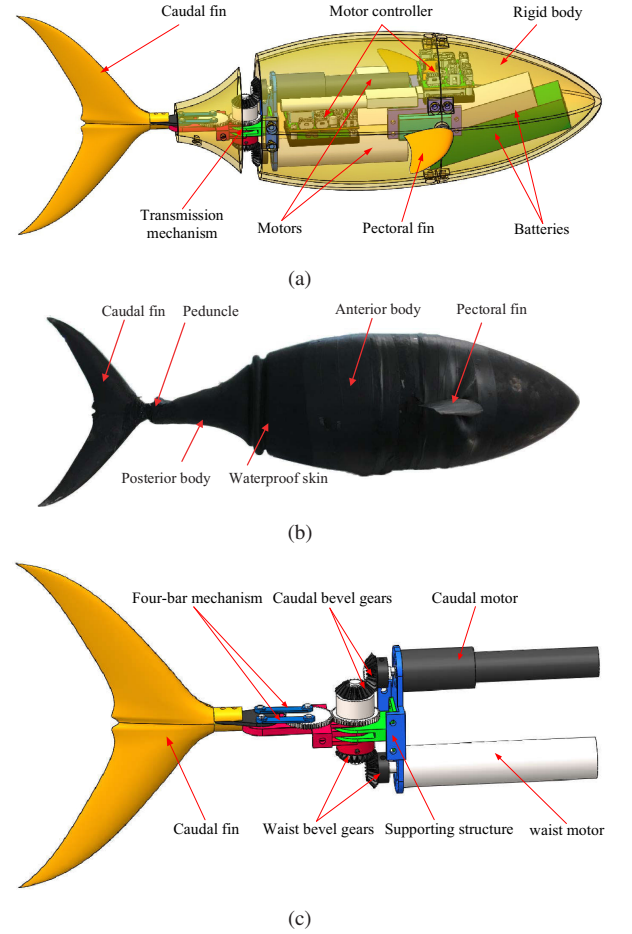 Caudal fin
Motor controller
Rigid body
Transmission
mechanism
Motors
Pectoral fin
Batteries
(a)
Caudal fin
Peduncle
Anterior body
Pectoral fin
Posterior body
Waterproof skin
(b)
Four-bar mechanism
Caudal bevel gears
Caudal motor
Caudal fin
Waist bevel gears
Supporting structure
waist motor
(c)